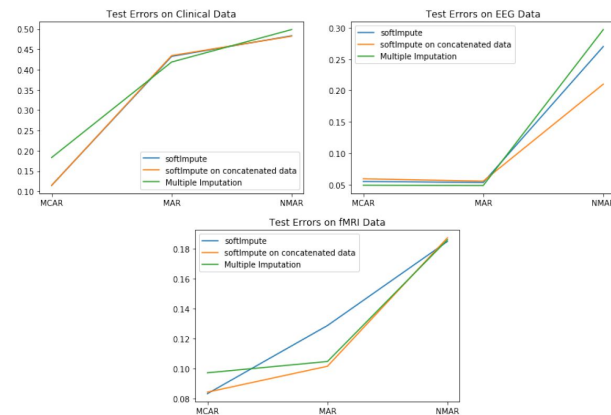 Test Errors on Clinical Data
0.50
0.45
0.40
0.35
0.30
0.25
0.20
0.15
0.10
softImpute
softImpute on concatenated data
Multiple Imputation
MCAR MAR NMAR
Test Errors on EEG Data
softImpute
softImpute on concatenated data
Multiple Imputation
0.30
0.25
0.20
0.15
0.10
0.05
MCAR MAR NMAR
Test Errors on fMRI Data
softImpute
softImpute on concatenated data
Multiple Imputation
0.18
0.16
0.14
0.12
0.10
0.08
MCAR MAR NMAR